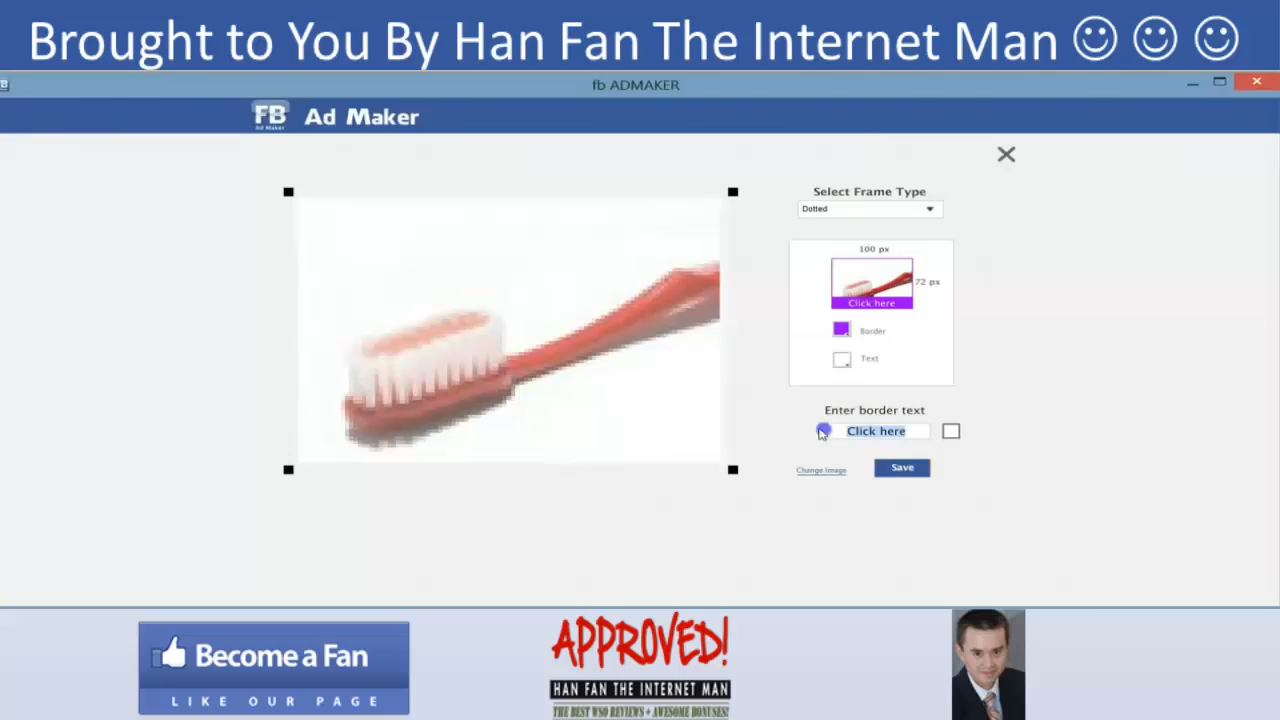 Brought to You By Han Fan The Internet Man ☺ ☺ ☺
fb ADMAKER
FB
Ad Maker
Ad Maker
Select Frame Type
Dotted
100 px
72 px
Click here
Border
Text
Enter border text
Click here
Change Image
Save
Become a Fan
LIKE OUR PAGE
APPROVED!
HAN FAN THE INTERNET MAN
THE BEST WSO REVIEWS + AWESOME BONUSES!